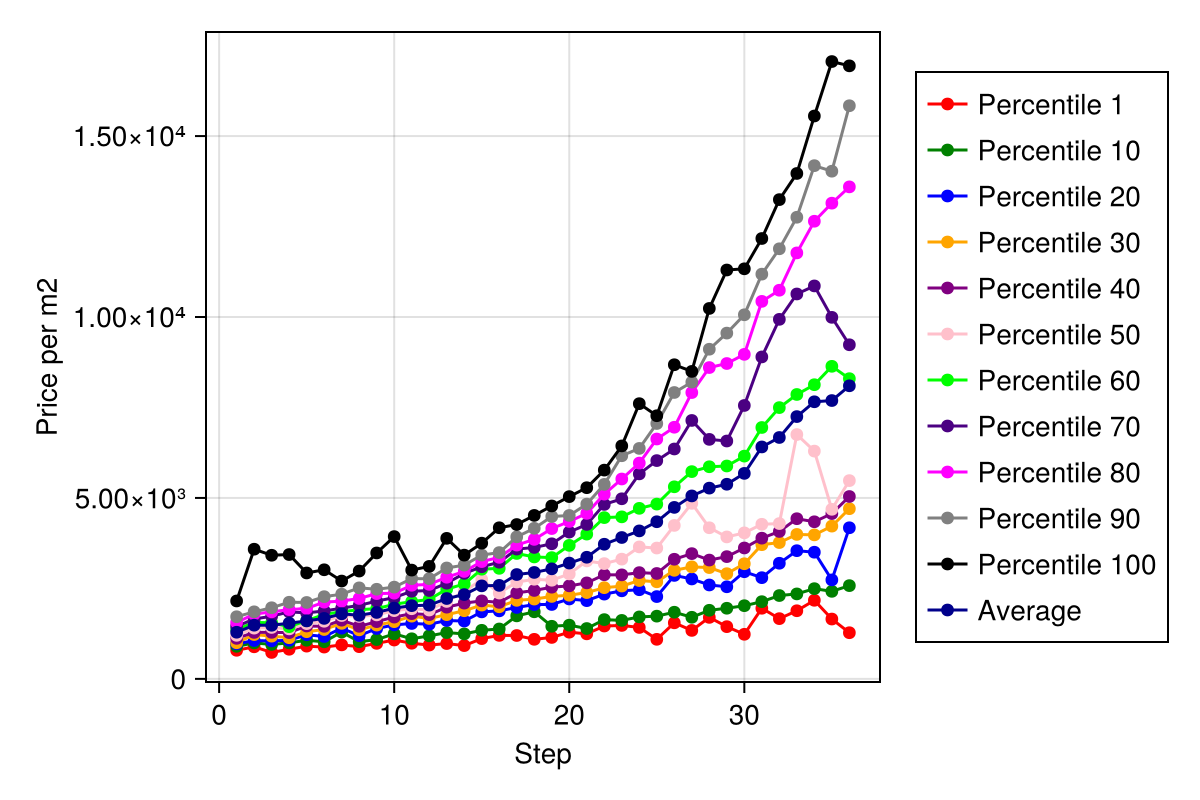 Price per m2
1.50×10⁴
1.00×10⁴
5.00×10³
0
0 10 20 30
Step
Percentile 1
Percentile 10
Percentile 20
Percentile 30
Percentile 40
Percentile 50
Percentile 60
Percentile 70
Percentile 80
Percentile 90
Percentile 100
Average